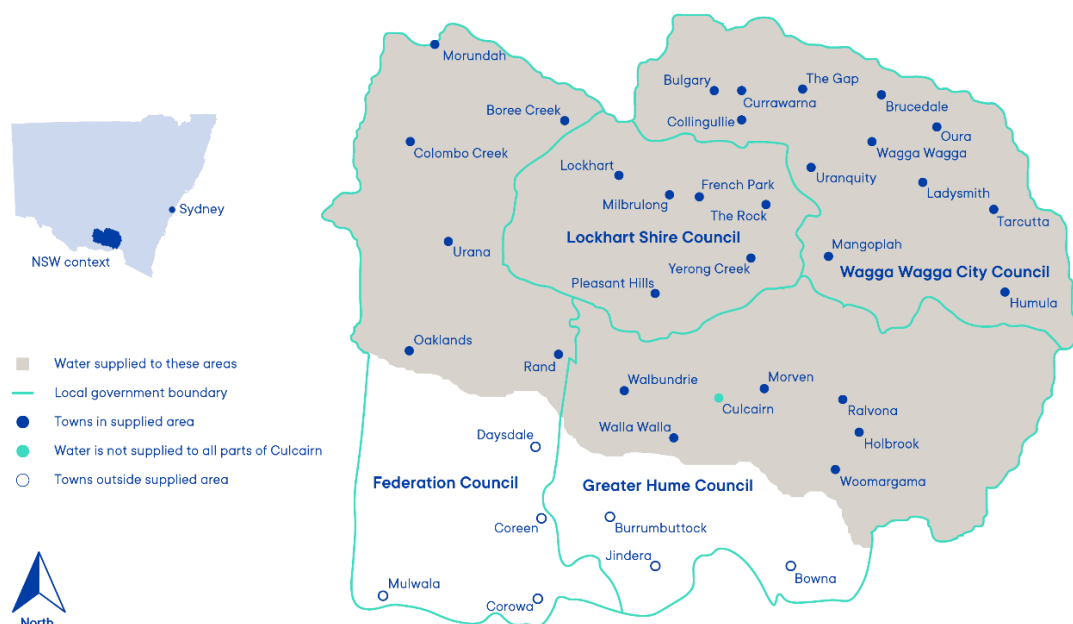 Morundah
Bulgary
The Gap
Currawarna
Brucedale
Boree Creek
Collingullie
Oura
Colombo Creek
Wagga Wagga
Lockhart
Uranquity
French Park
Ladysmith
Milbrulong
The Rock
Sydney
Tarcutta
Lockhart Shire Council
Mangoplah
Urana
NSW context
Yerong Creek
Wagga Wagga City Council
Pleasant Hills
Humula
Oaklands
Water supplied to these areas
Rand
Walbundrie
Morven
Local government boundary
Culcairn
Ralvona
Towns in supplied area
Walla Walla
Daysdale
Holbrook
Water is not supplied to all parts of Culcairn
Towns outside supplied area
Federation Council
Greater Hume Council
Woomargama
Coreen
Burrumbuttock
Jindera
Bowna
Mulwala
Corowa
North